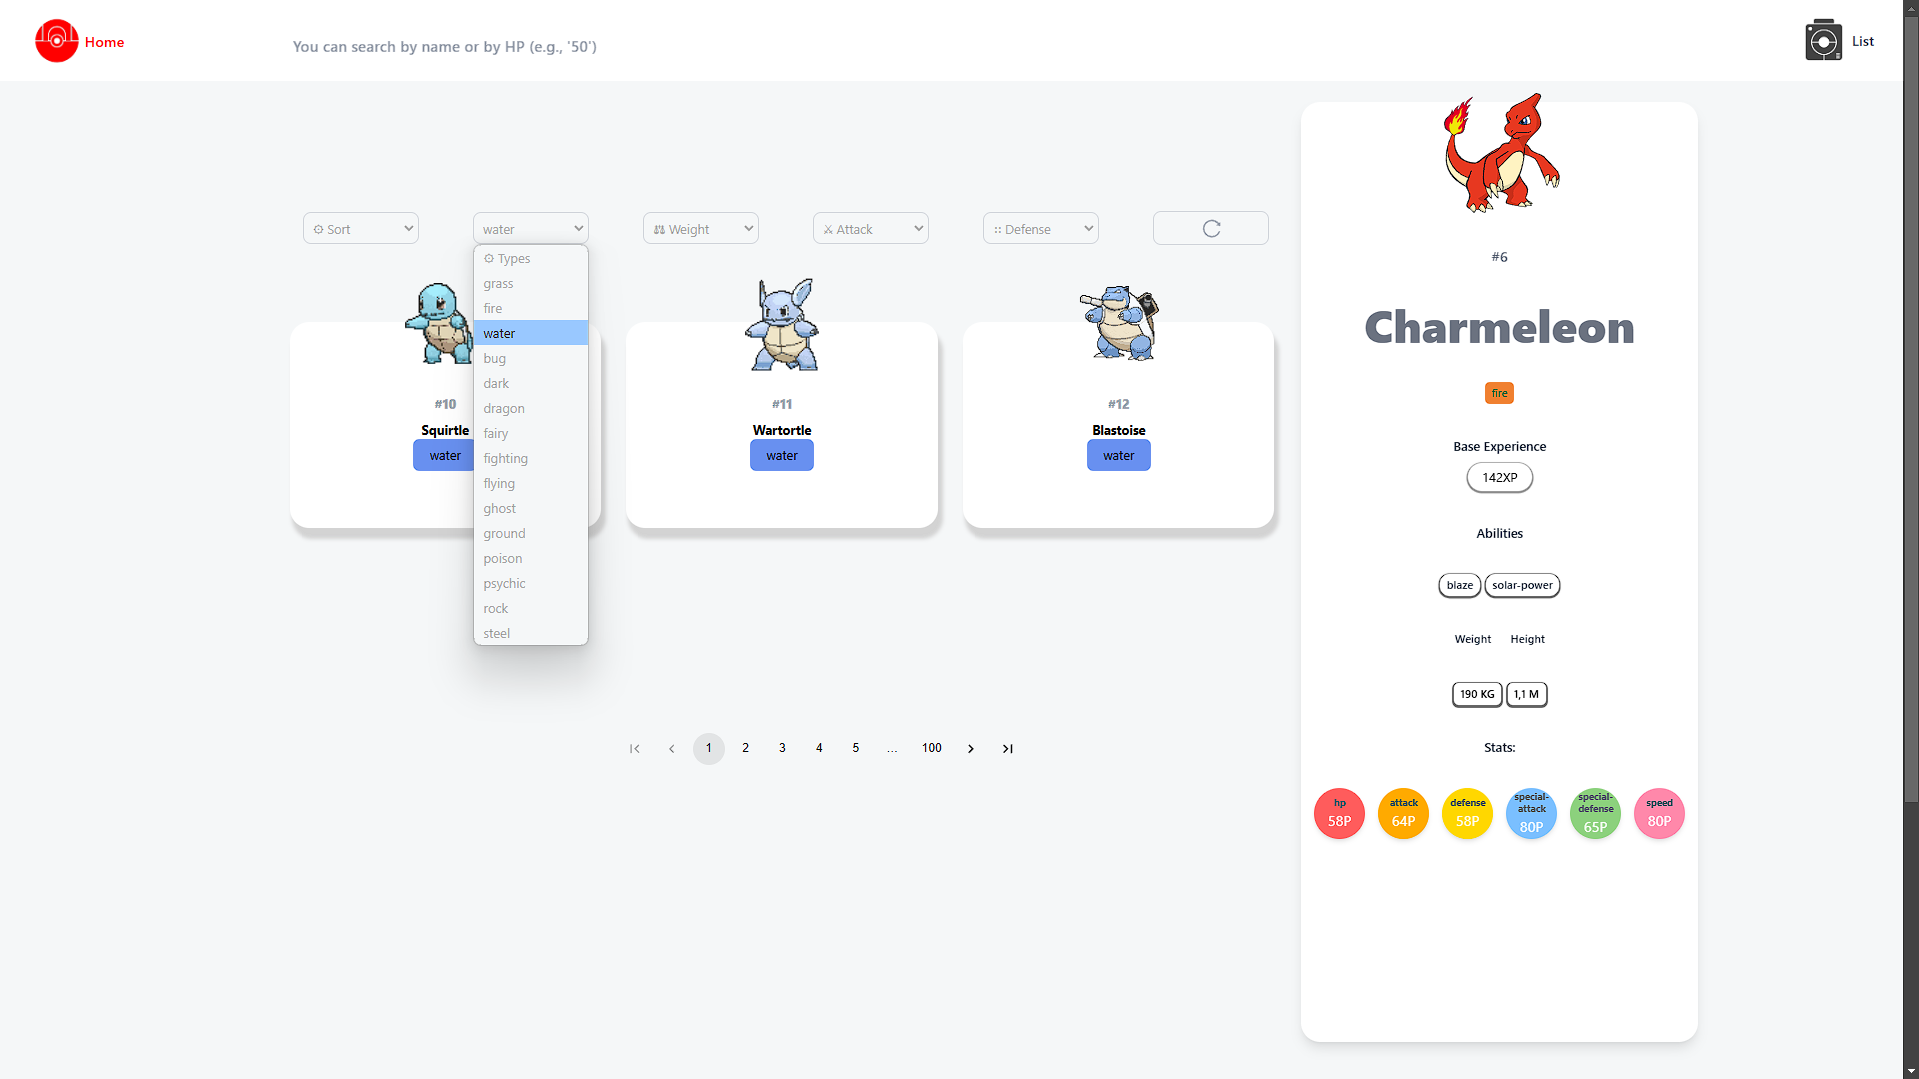 Home
You can search by name or by HP (e.g., '50')
List
Sort
water
Weight
Attack
:: Defense
Types
grass
fire
water
bug
dark
dragon
fairy
fighting
flying
ghost
ground
poison
psychic
rock
steel
#10
Squirtle
water
#11
Wartortle
water
#12
Blastoise
water
1 2 3 4 5 ... 100
#6
Charmeleon
fire
Base Experience
142XP
Abilities
blaze solar-power
Weight Height
190 KG 1,1 M
Stats:
hp
58P
attack
64P
defense
58P
special-
attack
80P
special-
defense
65P
speed
80P